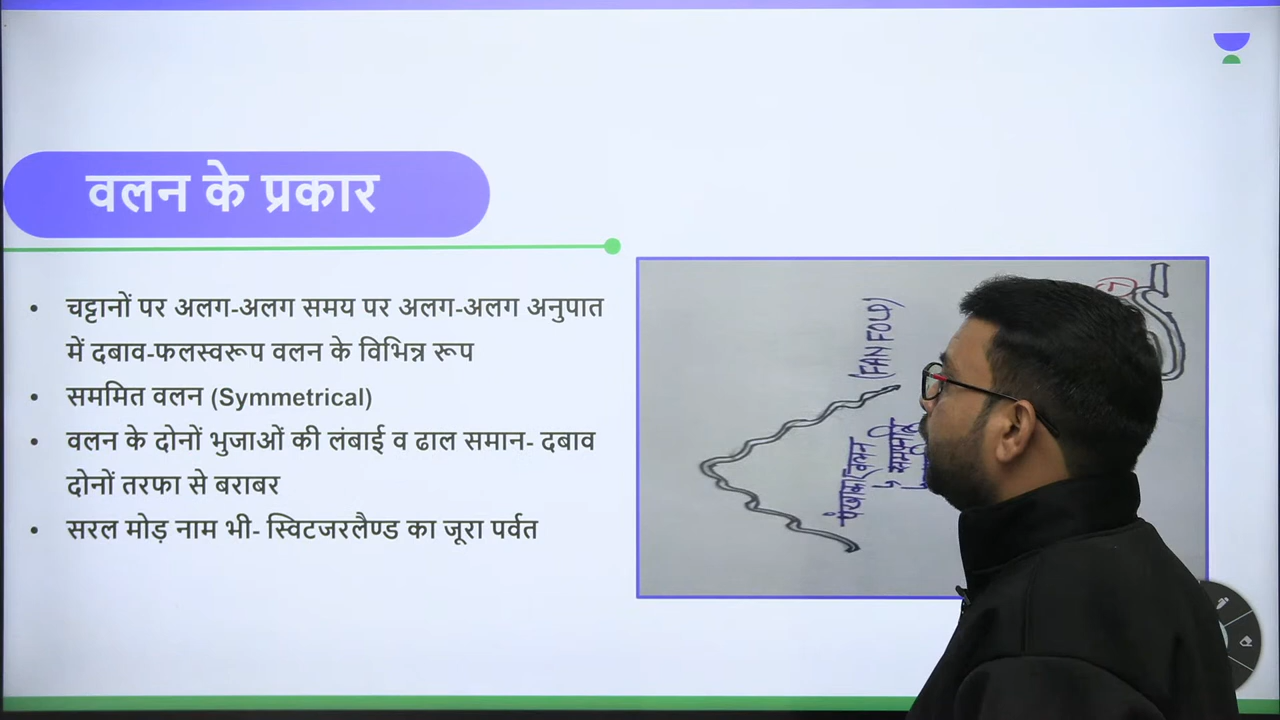 वलन के प्रकार
• चट्टानों पर अलग-अलग समय पर अलग-अलग अनुपात
में दबाव-फलस्वरूप वलन के विभिन्न रूप
• सममित वलन (Symmetrical)
• वलन के दोनों भुजाओं की लंबाई व ढाल समान- दबाव
दोनों तरफा से बराबर
• सरल मोड़ नाम भी- स्विटजरलैण्ड का जूरा पर्वत
(FAN FOLD)
पंखाकार वलन